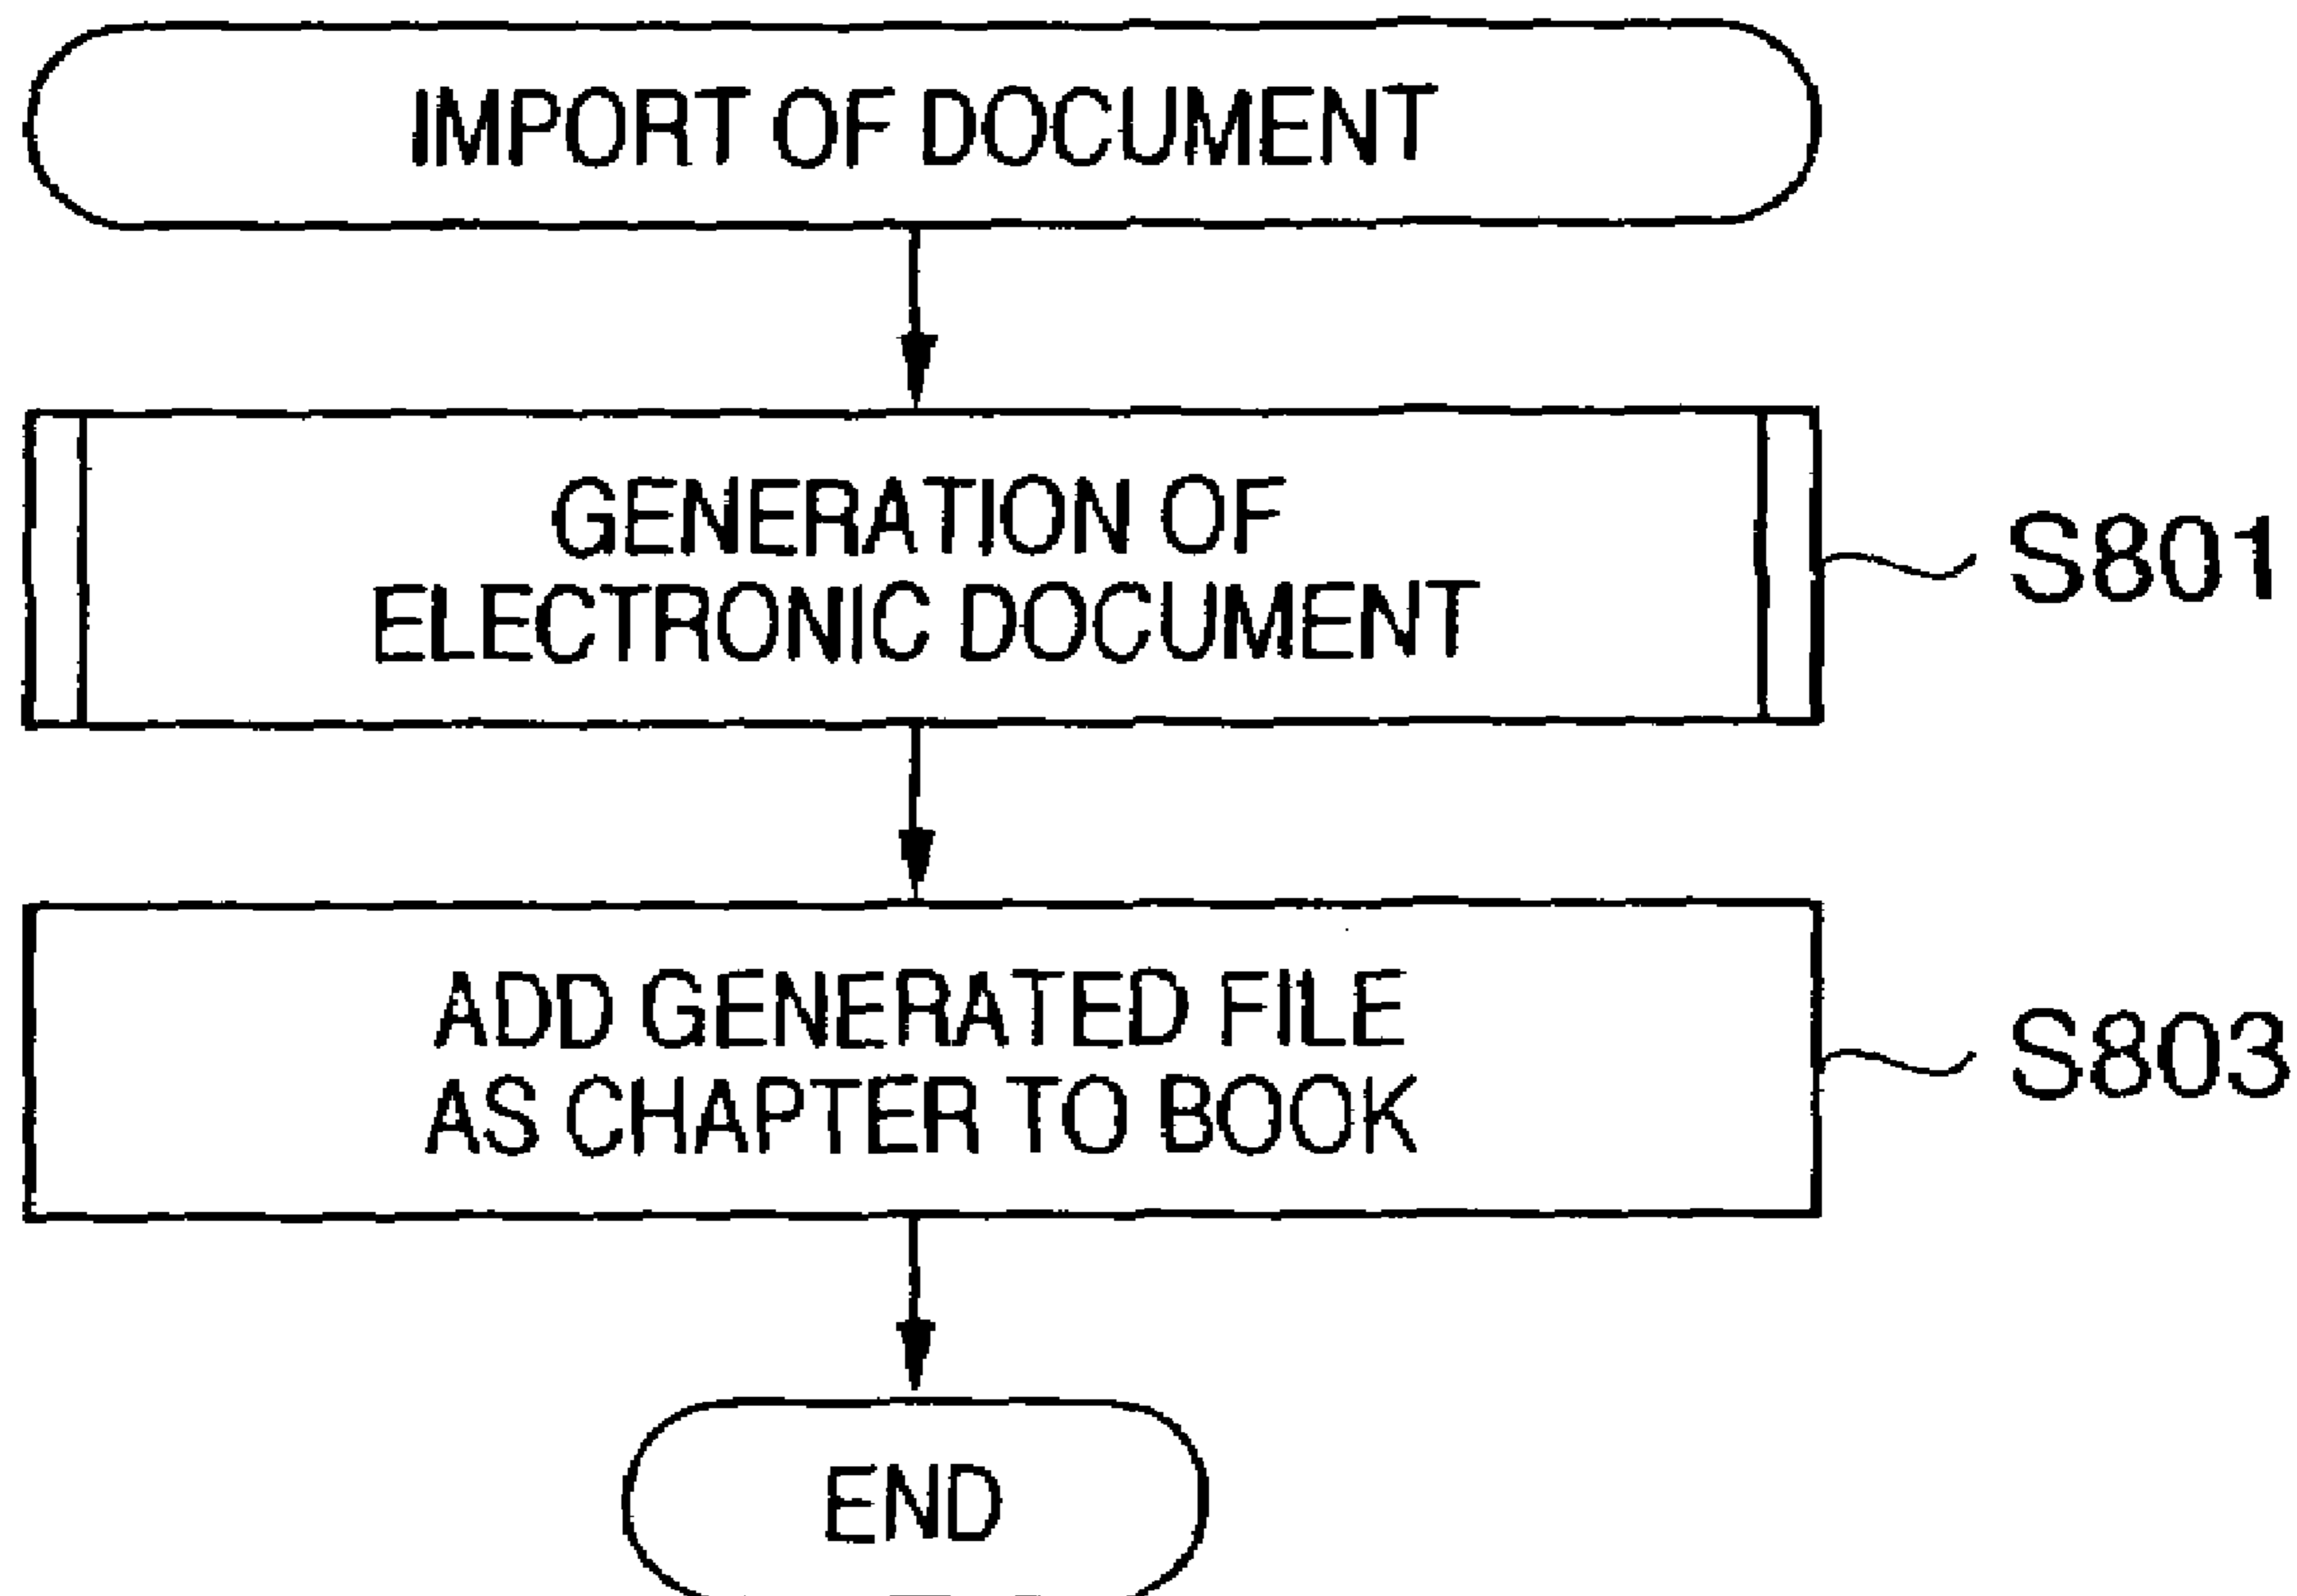 IMPORT OF DOCUMENT
GENERATION OF
ELECTRONIC DOCUMENT
S801
ADD GENERATED FILE
AS CHAPTER TO BOOK
S803
END